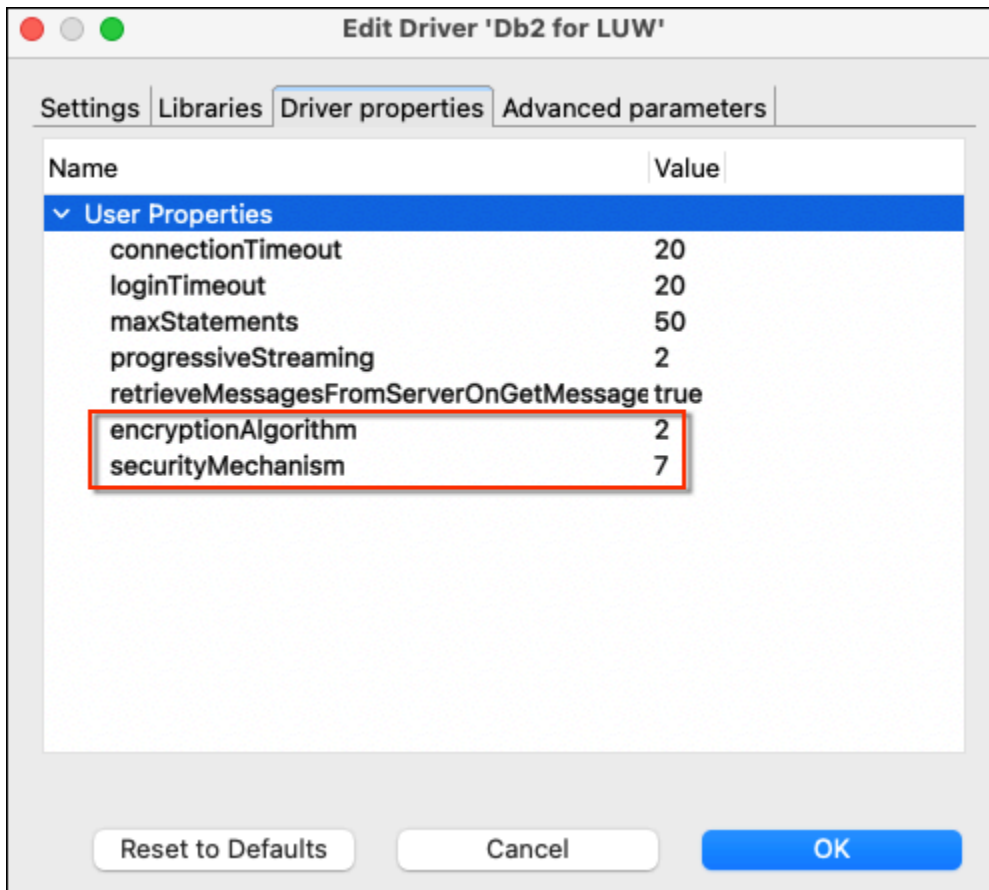 Edit Driver 'Db2 for LUW'
Settings Libraries Driver properties Advanced parameters
Name Value
User Properties
connectionTimeout 20
loginTimeout 20
maxStatements 50
progressiveStreaming 2
retrieveMessagesFromServerOnGetMessage true
encryptionAlgorithm 2
securityMechanism 7
Reset to Defaults Cancel OK